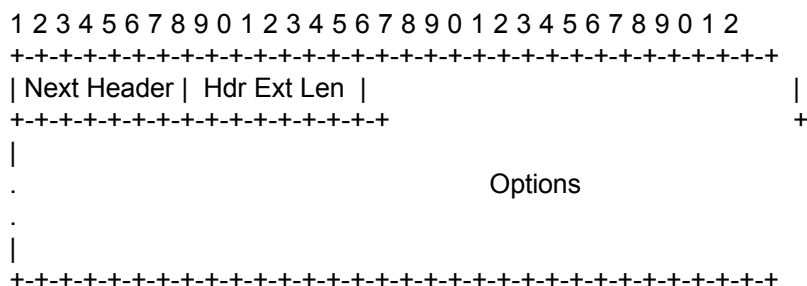 1 2 3 4 5 6 7 8 9 0 1 2 3 4 5 6 7 8 9 0 1 2 3 4 5 6 7 8 9 0 1 2
+-+-+-+-+-+-+-+-+-+-+-+-+-+-+-+-+-+-+-+-+-+-+-+-+-+-+-+-+-+-+-+
| Next Header | Hdr Ext Len | |
+-+-+-+-+-+-+-+-+-+-+-+-+-+-+-+ +
|
. Options
.
|
+-+-+-+-+-+-+-+-+-+-+-+-+-+-+-+-+-+-+-+-+-+-+-+-+-+-+-+-+-+-+-+